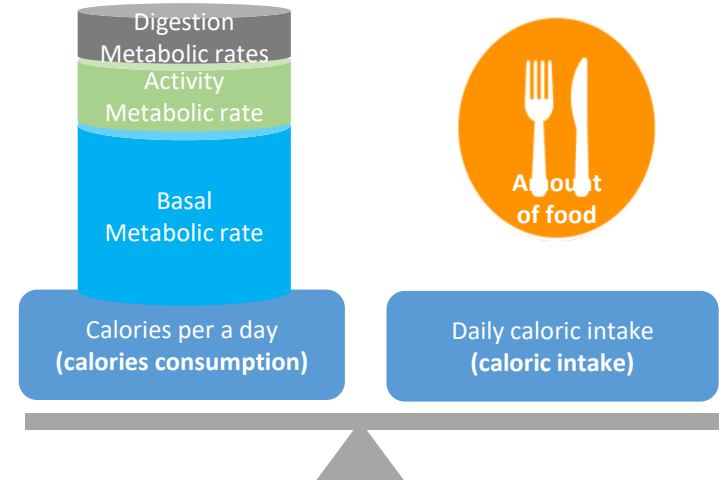 Digestion
Metabolic rates
Activity
Metabolic rate
Basal
Metabolic rate
Calories per a day
(calories consumption)
Amount
of food
Daily caloric intake
(caloric intake)